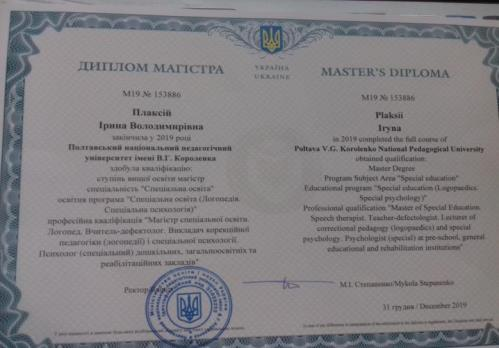 УКРАЇНА
UKRAINE
ДИПЛОМ МАГІСТРА
М19 № 153886
Плаксій
Ірина Володимирівна
закінчила у 2019 році
Полтавський національний педагогічний
університет імені В.Г. Короленка
здобула кваліфікацію:
ступінь вищої освіти магістр
спеціальність "Спеціальна освіта"
освітня програма "Спеціальна освіта (Логопедія.
Спеціальна психологія)"
професійна кваліфікація "Магістр спеціальної освіти.
Логопед. Вчитель-дефектолог. Викладач корекційної
педагогіки (логопедії) і спеціальної психології.
Психолог (спеціальний) дошкільних, загальноосвітніх та
реабілітаційних закладів"
MASTER'S DIPLOMA
M19 № 153886
Plaksii
Iryna
in 2019 completed the full course of
Poltava V.G. Korolenko National Pedagogical University
obtained qualification:
Master Degree
Program Subject Area "Special education"
Educational program "Special education (Logopaedics.
Special psychology)"
Professional qualification "Master of Special Education.
Speech therapist. Teacher-defectologist. Lecturer of
correctional pedagogy (logopaedics) and special
psychology. Psychologist (special) at pre-school, general
educational and rehabilitation institutions"
М.І. Степаненко/Mykola Stepanenko
31 грудня / December 2019